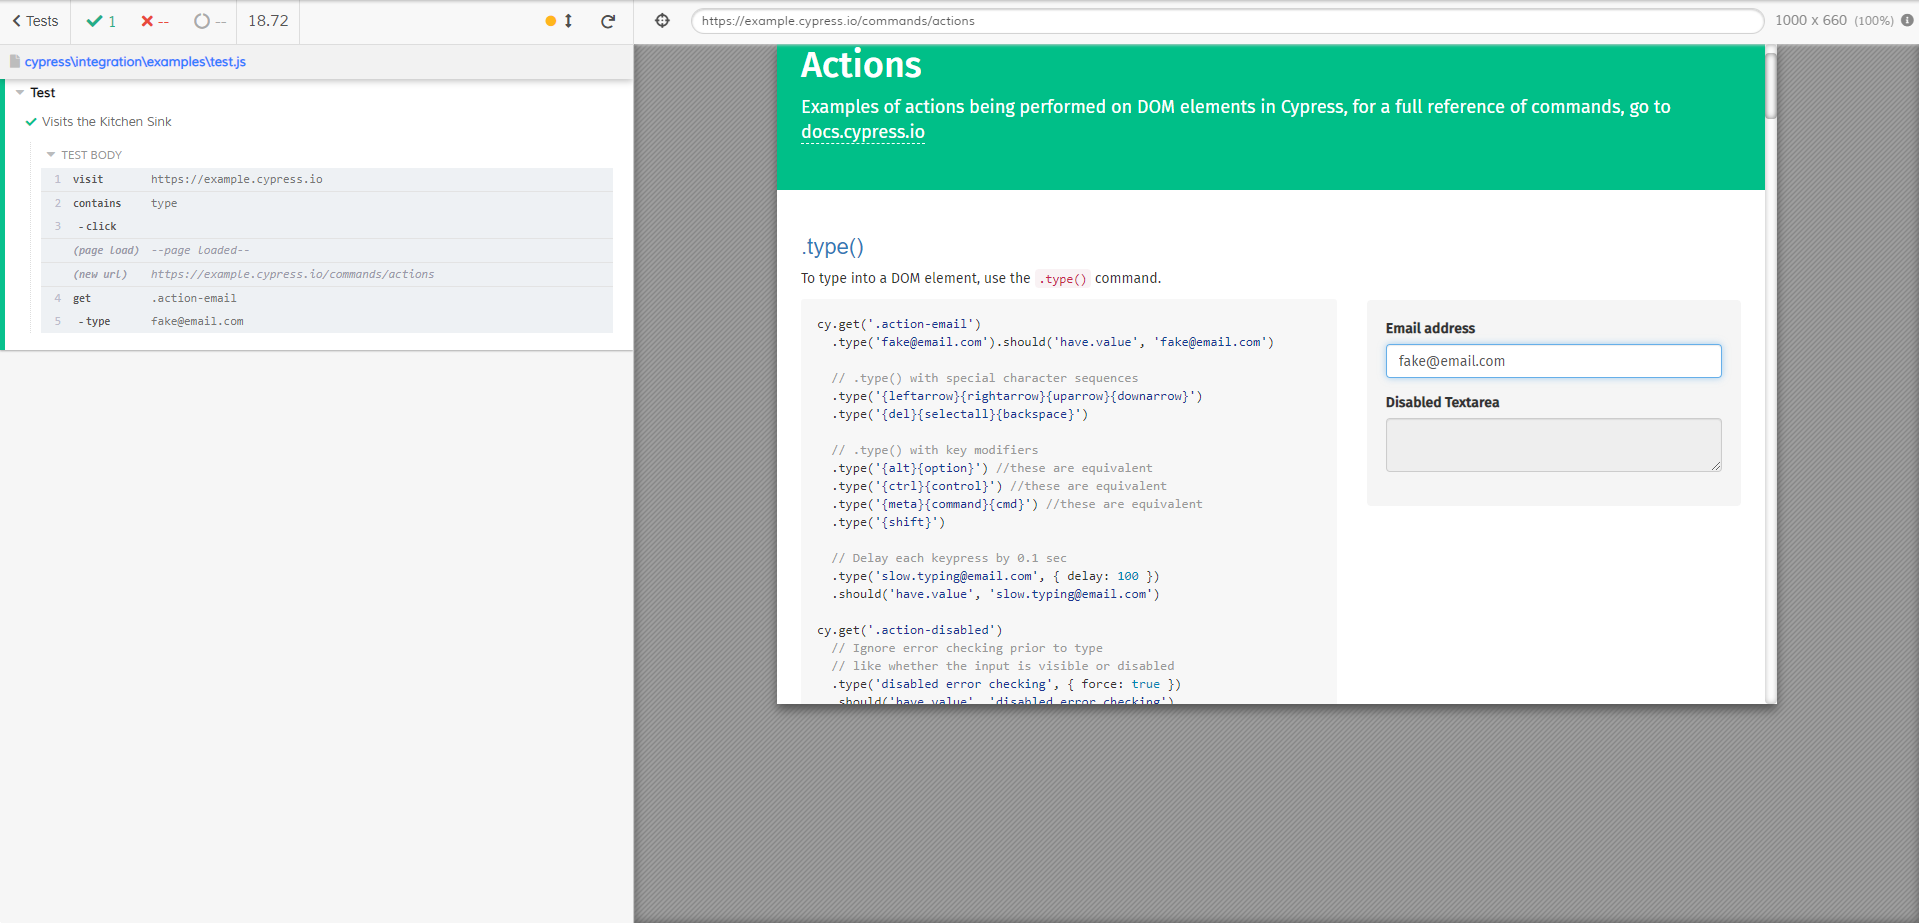 Tests
1
--
--
18.72
https://example.cypress.io/commands/actions
1000 x 660 (100%)
cypress\integration\examples\test.js
Test
Visits the Kitchen Sink
TEST BODY
1 visit https://example.cypress.io
2 contains type
3 - click
(page load) --page loaded--
(new url) https://example.cypress.io/commands/actions
4 get .action-email
5 - type fake@email.com
Actions
Examples of actions being performed on DOM elements in Cypress, for a full reference of commands, go to
docs.cypress.io
.type()
To type into a DOM element, use the .type() command.
cy.get('.action-email')
.type('fake@email.com').should('have.value', 'fake@email.com')
// .type() with special character sequences
.type('{leftarrow}{rightarrow}{uparrow}{downarrow}')
.type('{del}{selectall}{backspace}')
// .type() with key modifiers
.type('{alt}{option}') //these are equivalent
.type('{ctrl}{control}') //these are equivalent
.type('{meta}{command}{cmd}') //these are equivalent
.type('{shift}')
// Delay each keypress by 0.1 sec
.type('slow.typing@email.com', { delay: 100 })
.should('have.value', 'slow.typing@email.com')
cy.get('.action-disabled')
// Ignore error checking prior to type
// like whether the input is visible or disabled
.type('disabled error checking', { force: true })
.should('have.value', 'disabled error checking')
Email address
fake@email.com
Disabled Textarea